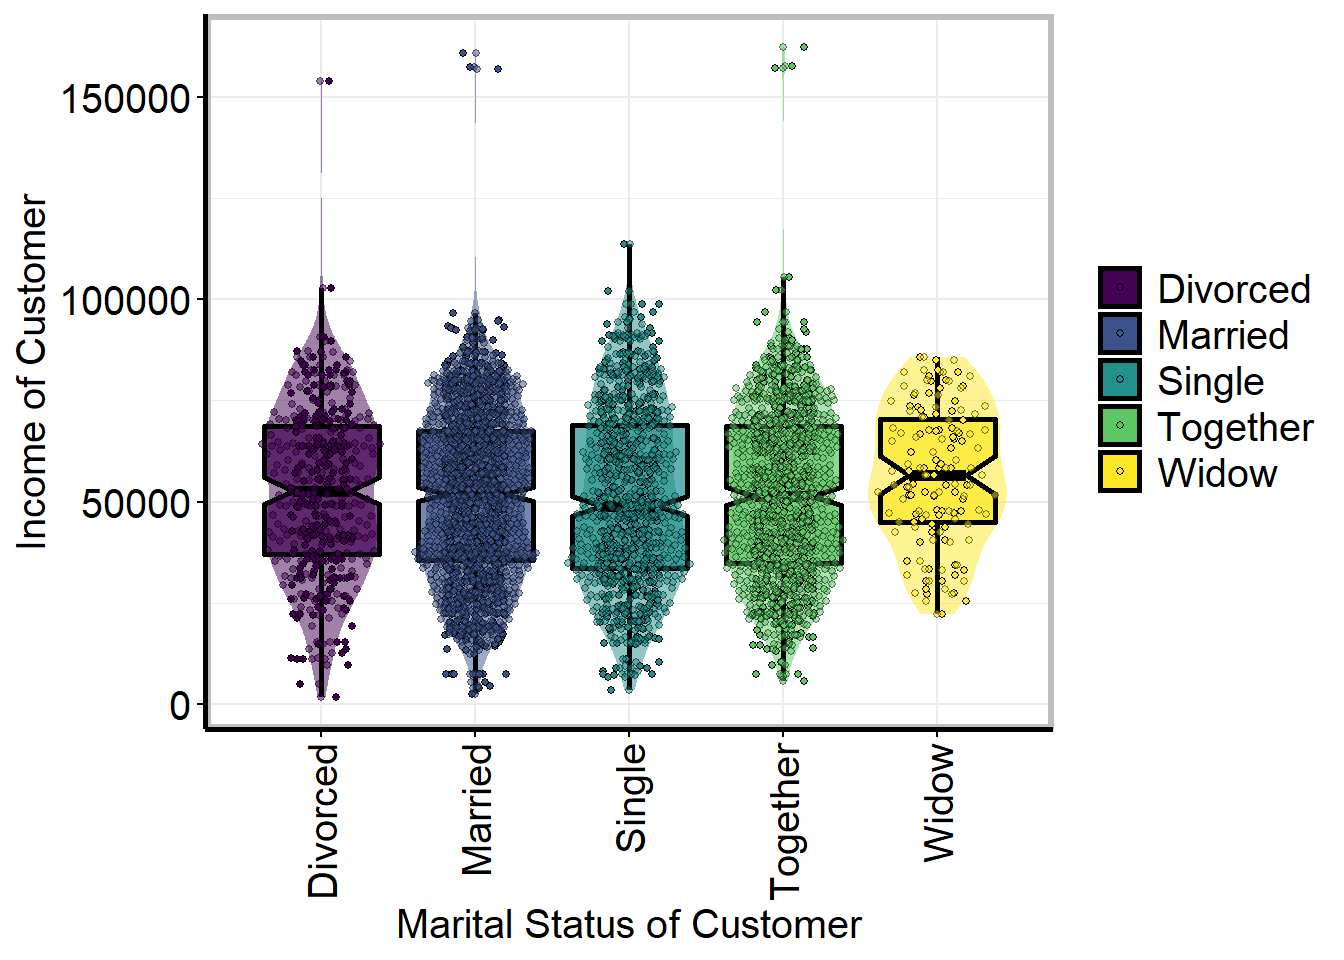 Income of Customer
150000
100000
50000
0
Divorced
Married
Single
Together
Widow
Marital Status of Customer
Divorced
Married
Single
Together
Widow